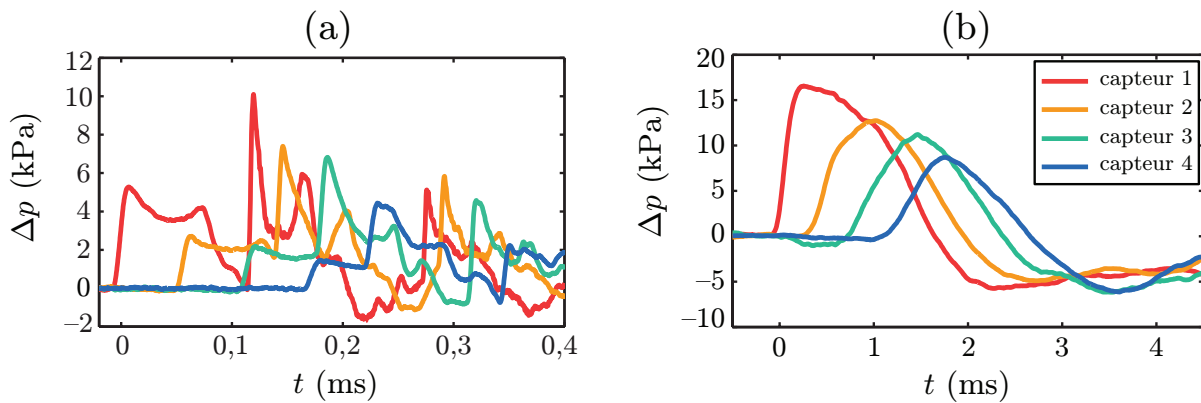 (a)
12
10
8
6
4
2
0
−2
Δp (kPa)
0 0,1 0,2 0,3 0,4
t (ms)
(b)
20
15
10
5
0
−5
−10
Δp (kPa)
0 1 2 3 4
t (ms)
capteur 1
capteur 2
capteur 3
capteur 4